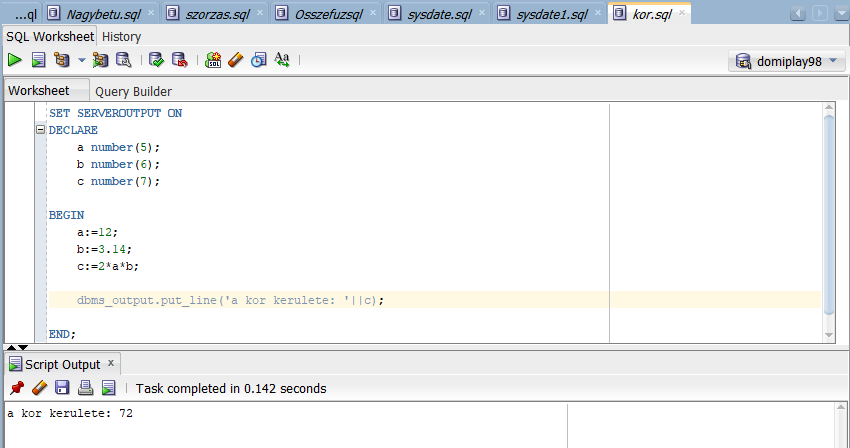 ...ql Nagybetu.sql szorzas.sql Osszefuzsql sysdate.sql sysdate1.sql kor.sql
SQL Worksheet History
domiplay98
Worksheet Query Builder
SET SERVEROUTPUT ON
DECLARE
a number(5);
b number(6);
c number(7);
BEGIN
a:=12;
b:=3.14;
c:=2*a*b;
dbms_output.put_line('a kor kerulete: '||c);
END;
Script Output x
Task completed in 0.142 seconds
a kor kerulete: 72